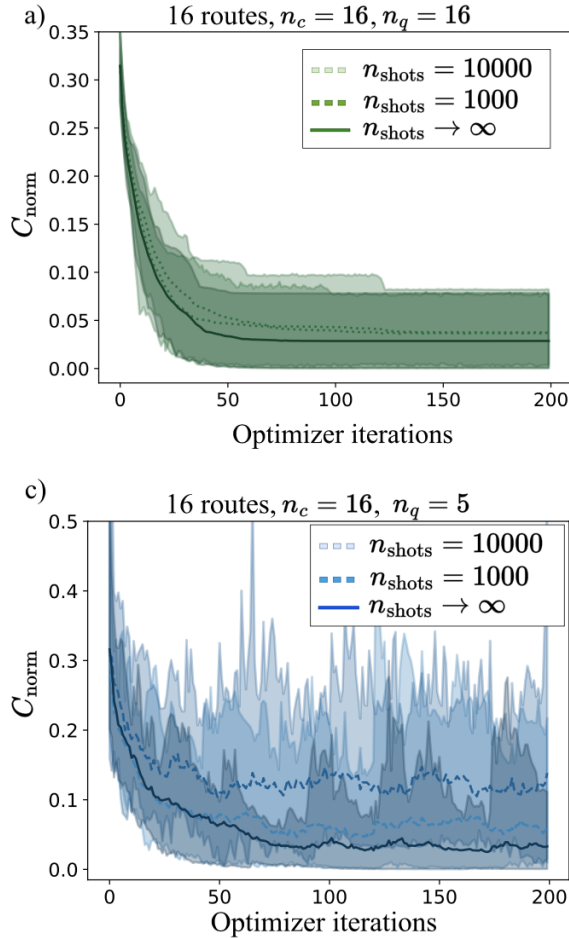 a)
16 routes, n_c = 16, n_q = 16
0.35
0.30
0.25
0.20
0.15
0.10
0.05
0.00
C_norm
n_shots = 10000
n_shots = 1000
n_shots → ∞
0 50 100 150 200
Optimizer iterations
c)
16 routes, n_c = 16, n_q = 5
0.5
0.4
0.3
0.2
0.1
0.0
C_norm
n_shots = 10000
n_shots = 1000
n_shots → ∞
0 50 100 150 200
Optimizer iterations